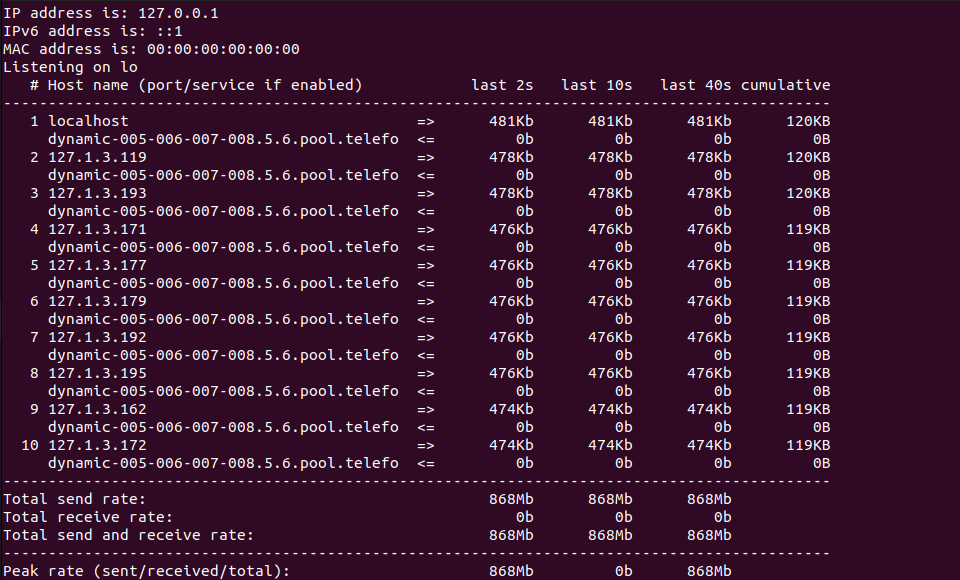 IP address is: 127.0.0.1
IPv6 address is: ::1
MAC address is: 00:00:00:00:00:00
Listening on lo
   # Host name (port/service if enabled)            last 2s   last 10s   last 40s cumulative
--------------------------------------------------------------------------------------------
   1 localhost                                =>      481Kb      481Kb      481Kb      120KB
     dynamic-005-006-007-008.5.6.pool.telefo  <=         0b         0b         0b         0B
   2 127.1.3.119                              =>      478Kb      478Kb      478Kb      120KB
     dynamic-005-006-007-008.5.6.pool.telefo  <=         0b         0b         0b         0B
   3 127.1.3.193                              =>      478Kb      478Kb      478Kb      120KB
     dynamic-005-006-007-008.5.6.pool.telefo  <=         0b         0b         0b         0B
   4 127.1.3.171                              =>      476Kb      476Kb      476Kb      119KB
     dynamic-005-006-007-008.5.6.pool.telefo  <=         0b         0b         0b         0B
   5 127.1.3.177                              =>      476Kb      476Kb      476Kb      119KB
     dynamic-005-006-007-008.5.6.pool.telefo  <=         0b         0b         0b         0B
   6 127.1.3.179                              =>      476Kb      476Kb      476Kb      119KB
     dynamic-005-006-007-008.5.6.pool.telefo  <=         0b         0b         0b         0B
   7 127.1.3.192                              =>      476Kb      476Kb      476Kb      119KB
     dynamic-005-006-007-008.5.6.pool.telefo  <=         0b         0b         0b         0B
   8 127.1.3.195                              =>      476Kb      476Kb      476Kb      119KB
     dynamic-005-006-007-008.5.6.pool.telefo  <=         0b         0b         0b         0B
   9 127.1.3.162                              =>      474Kb      474Kb      474Kb      119KB
     dynamic-005-006-007-008.5.6.pool.telefo  <=         0b         0b         0b         0B
  10 127.1.3.172                              =>      474Kb      474Kb      474Kb      119KB
     dynamic-005-006-007-008.5.6.pool.telefo  <=         0b         0b         0b         0B
--------------------------------------------------------------------------------------------
Total send rate:                                      868Mb      868Mb      868Mb
Total receive rate:                                      0b         0b         0b
Total send and receive rate:                          868Mb      868Mb      868Mb
--------------------------------------------------------------------------------------------
Peak rate (sent/received/total):                      868Mb         0b      868Mb